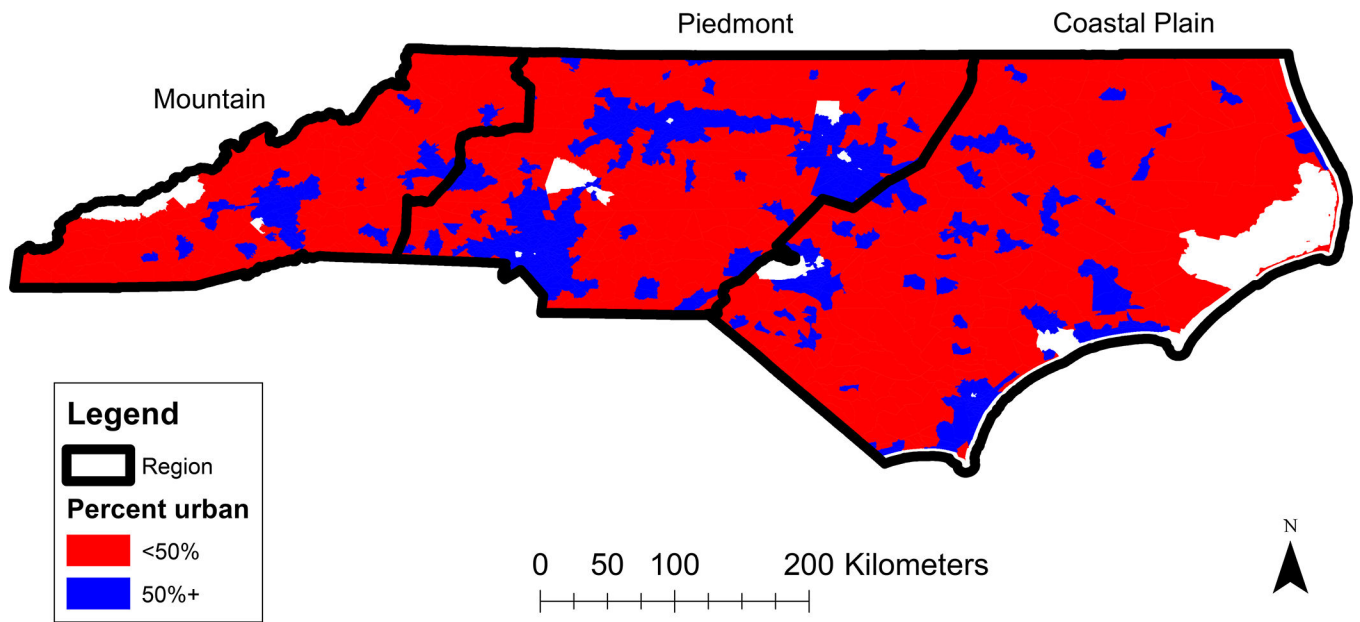 Piedmont
Coastal Plain
Mountain
Legend
Region
Percent urban
<50%
50%+
0 50 100 200 Kilometers
N